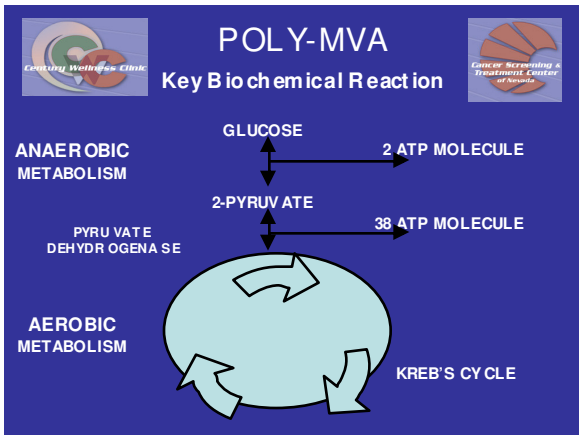 POLY-MVA
Century Wellness Clinic
Key Biochemical Reaction
Cancer Screening &
Treatment Center
of Nevada
GLUCOSE
ANAEROBIC
METABOLISM
2 ATP MOLECULE
2-PYRUVATE
PYRUVATE
DEHYDROGENASE
38 ATP MOLECULE
AEROBIC
METABOLISM
KREB'S CYCLE